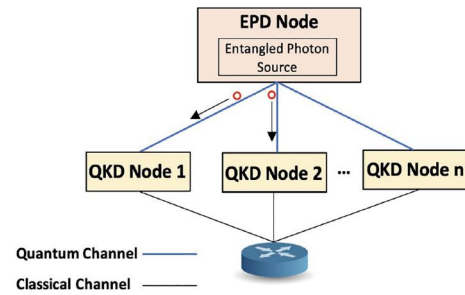 EPD Node
Entangled Photon
Source
QKD Node 1
QKD Node 2
...
QKD Node n
Quantum Channel
Classical Channel